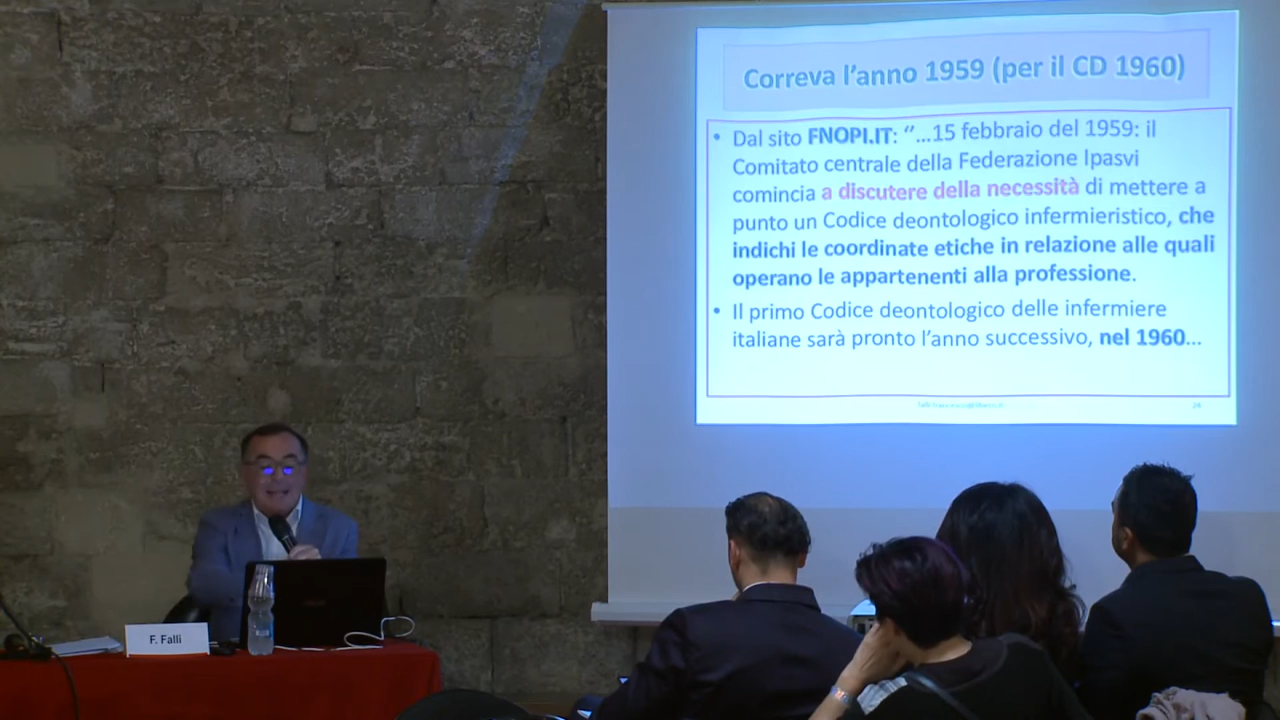 Correva l'anno 1959 (per il CD 1960)
• Dal sito FNOPI.IT: "...15 febbraio del 1959: il
Comitato centrale della Federazione Ipasvi
comincia a discutere della necessità di mettere a
punto un Codice deontologico infermieristico, che
indichi le coordinate etiche in relazione alle quali
operano le appartenenti alla professione.
• Il primo Codice deontologico delle infermiere
italiane sarà pronto l'anno successivo, nel 1960...
F. Falli